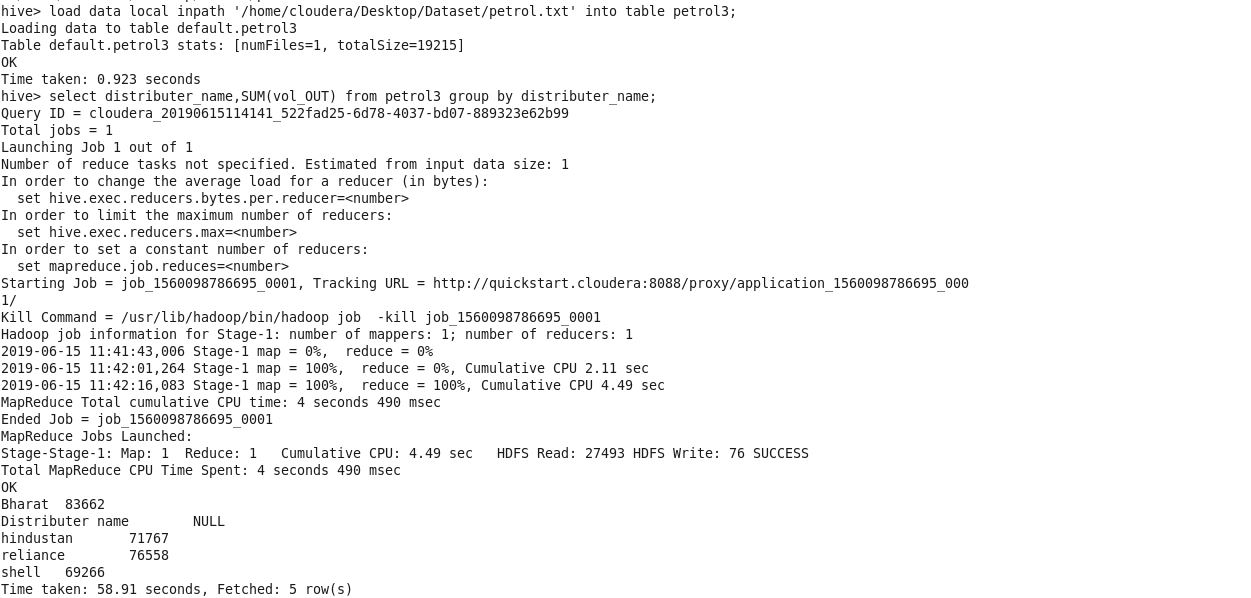 hive> load data local inpath '/home/cloudera/Desktop/Dataset/petrol.txt' into table petrol3;
Loading data to table default.petrol3
Table default.petrol3 stats: [numFiles=1, totalSize=19215]
OK
Time taken: 0.923 seconds
hive> select distributer_name,SUM(vol_OUT) from petrol3 group by distributer_name;
Query ID = cloudera_20190615114141_522fad25-6d78-4037-bd07-889323e62b99
Total jobs = 1
Launching Job 1 out of 1
Number of reduce tasks not specified. Estimated from input data size: 1
In order to change the average load for a reducer (in bytes):
  set hive.exec.reducers.bytes.per.reducer=<number>
In order to limit the maximum number of reducers:
  set hive.exec.reducers.max=<number>
In order to set a constant number of reducers:
  set mapreduce.job.reduces=<number>
Starting Job = job_1560098786695_0001, Tracking URL = http://quickstart.cloudera:8088/proxy/application_1560098786695_000
1/
Kill Command = /usr/lib/hadoop/bin/hadoop job  -kill job_1560098786695_0001
Hadoop job information for Stage-1: number of mappers: 1; number of reducers: 1
2019-06-15 11:41:43,006 Stage-1 map = 0%,  reduce = 0%
2019-06-15 11:42:01,264 Stage-1 map = 100%,  reduce = 0%, Cumulative CPU 2.11 sec
2019-06-15 11:42:16,083 Stage-1 map = 100%,  reduce = 100%, Cumulative CPU 4.49 sec
MapReduce Total cumulative CPU time: 4 seconds 490 msec
Ended Job = job_1560098786695_0001
MapReduce Jobs Launched:
Stage-Stage-1: Map: 1  Reduce: 1   Cumulative CPU: 4.49 sec   HDFS Read: 27493 HDFS Write: 76 SUCCESS
Total MapReduce CPU Time Spent: 4 seconds 490 msec
OK
Bharat  83662
Distributer name        NULL
hindustan       71767
reliance        76558
shell   69266
Time taken: 58.91 seconds, Fetched: 5 row(s)